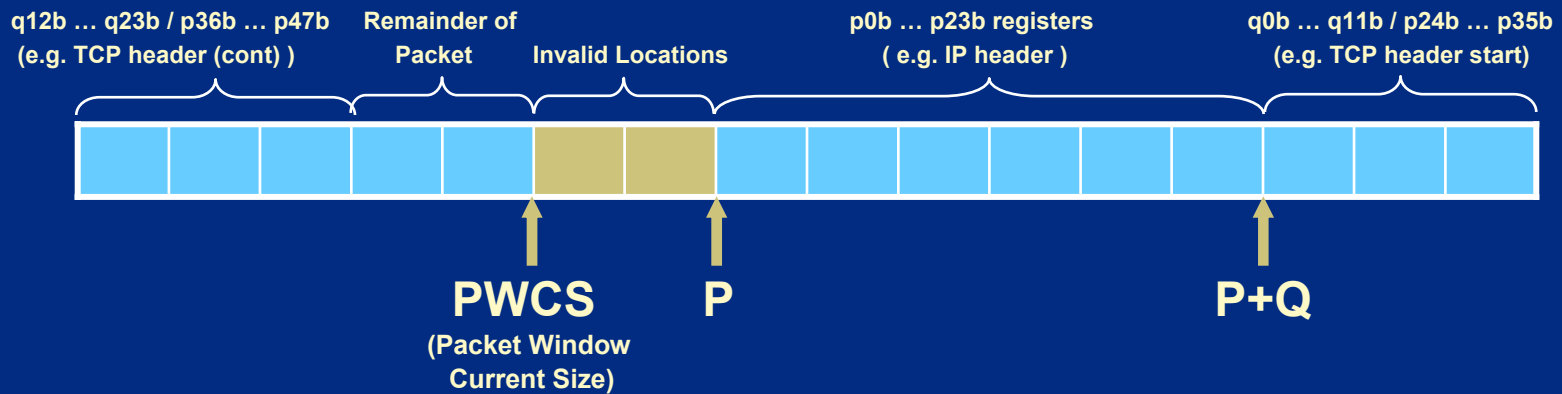 q12b … q23b / p36b … p47b
(e.g. TCP header (cont) )
Remainder of
Packet
Invalid Locations
p0b … p23b registers
( e.g. IP header )
q0b … q11b / p24b … p35b
(e.g. TCP header start)
PWCS
(Packet Window
Current Size)
P
P+Q